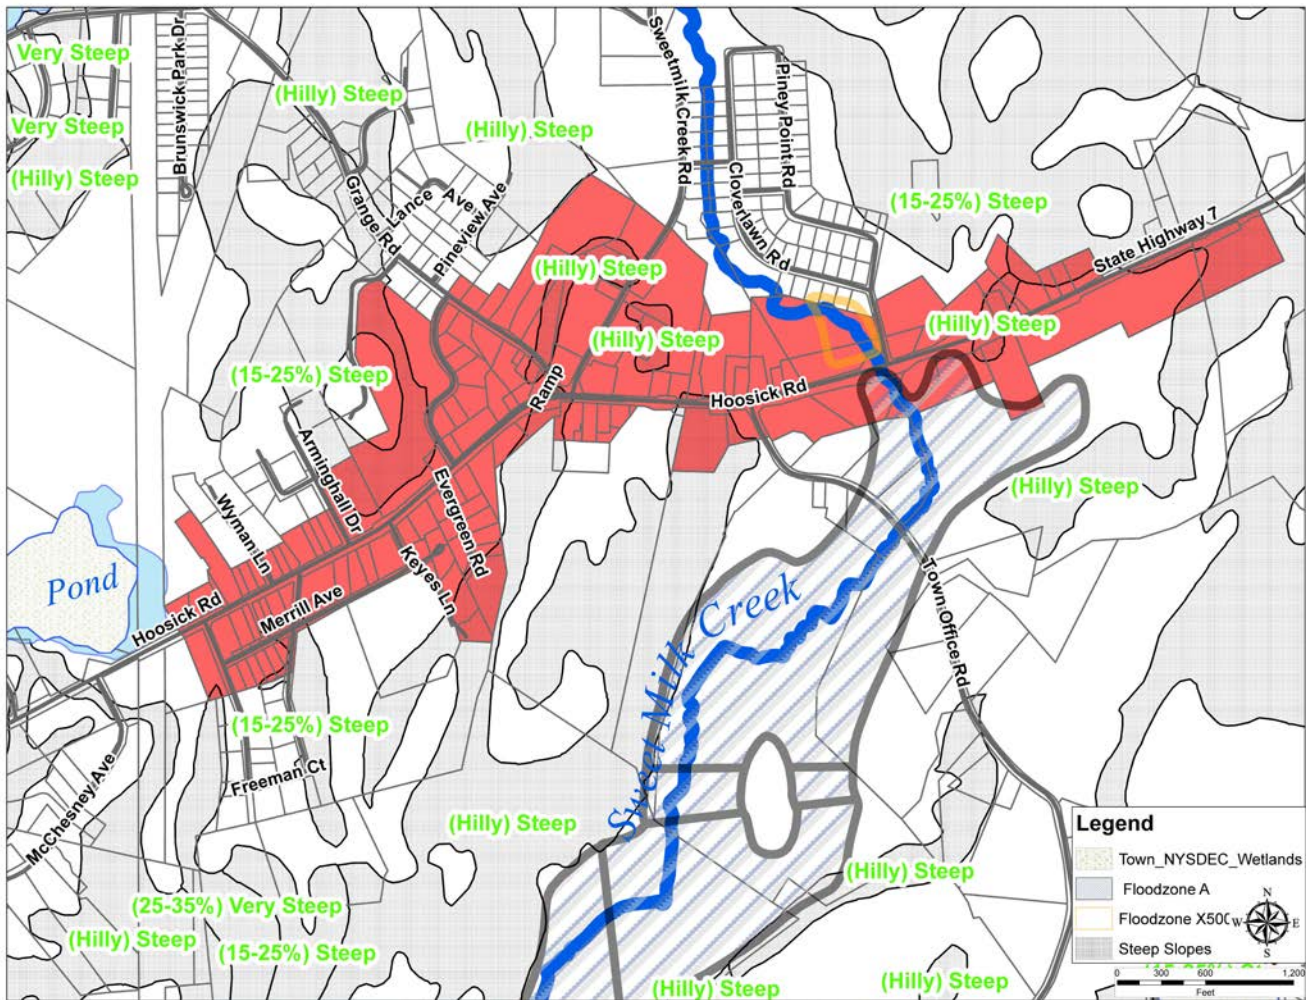 Very Steep
Brunswick Park Dr
(Hilly) Steep
Sweetmilk Creek Rd
Piney Point Rd
Very Steep
(Hilly) Steep
(Hilly) Steep
Grange Rd
Lance Ave
Pineview Ave
Cloverlawn Rd
(15-25%) Steep
State Highway 7
(Hilly) Steep
(Hilly) Steep
(Hilly) Steep
(15-25%) Steep
Ramp
Hoosick Rd
Arminghall Dr
Evergreen Rd
(Hilly) Steep
Wyman Ln
Keyes Ln
Pond
Hoosick Rd
Merrill Ave
Sweet Milk Creek
Town Office Rd
(15-25%) Steep
Freeman Ct
McChesney Ave
(Hilly) Steep
(Hilly) Steep
(25-35%) Very Steep
(Hilly) Steep
(15-25%) Steep
(Hilly) Steep
(Hilly) Steep
Legend
Town_NYSDEC_Wetlands
Floodzone A
Floodzone X500
Steep Slopes
N
W
E
S
0 300 600 1,200
Feet